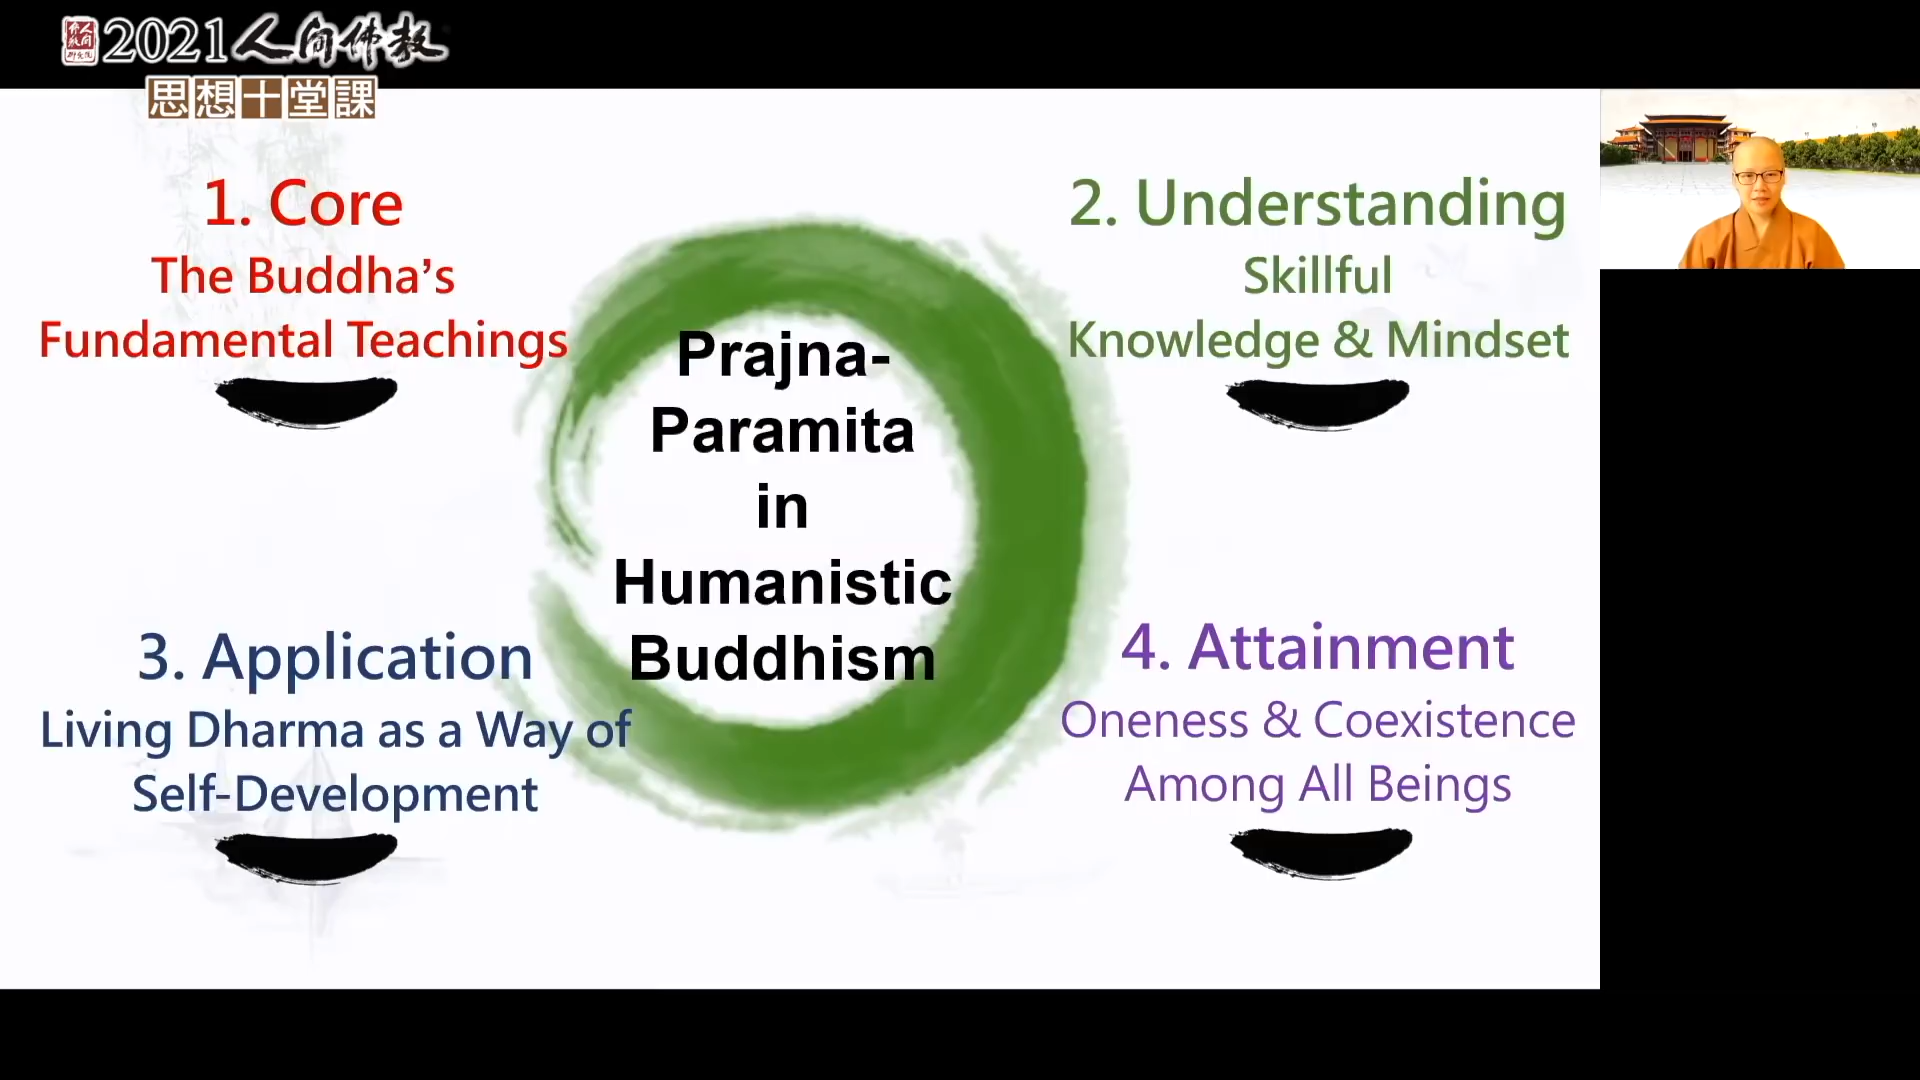 2021人间佛教
思想十堂課
1. Core
The Buddha's
Fundamental Teachings
2. Understanding
Skillful
Knowledge & Mindset
Prajna-
Paramita
in
Humanistic
Buddhism
3. Application
Living Dharma as a Way of
Self-Development
4. Attainment
Oneness & Coexistence
Among All Beings